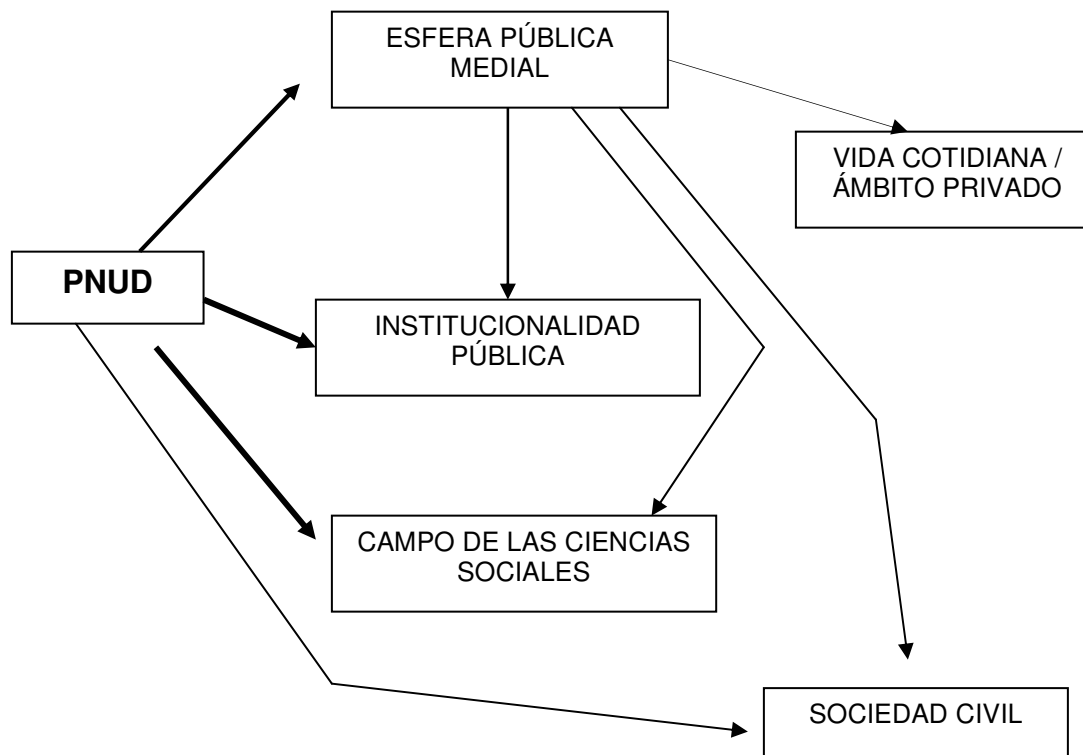 ESFERA PÚBLICA
MEDIAL
VIDA COTIDIANA /
ÁMBITO PRIVADO
PNUD
INSTITUCIONALIDAD
PÚBLICA
CAMPO DE LAS CIENCIAS
SOCIALES
SOCIEDAD CIVIL